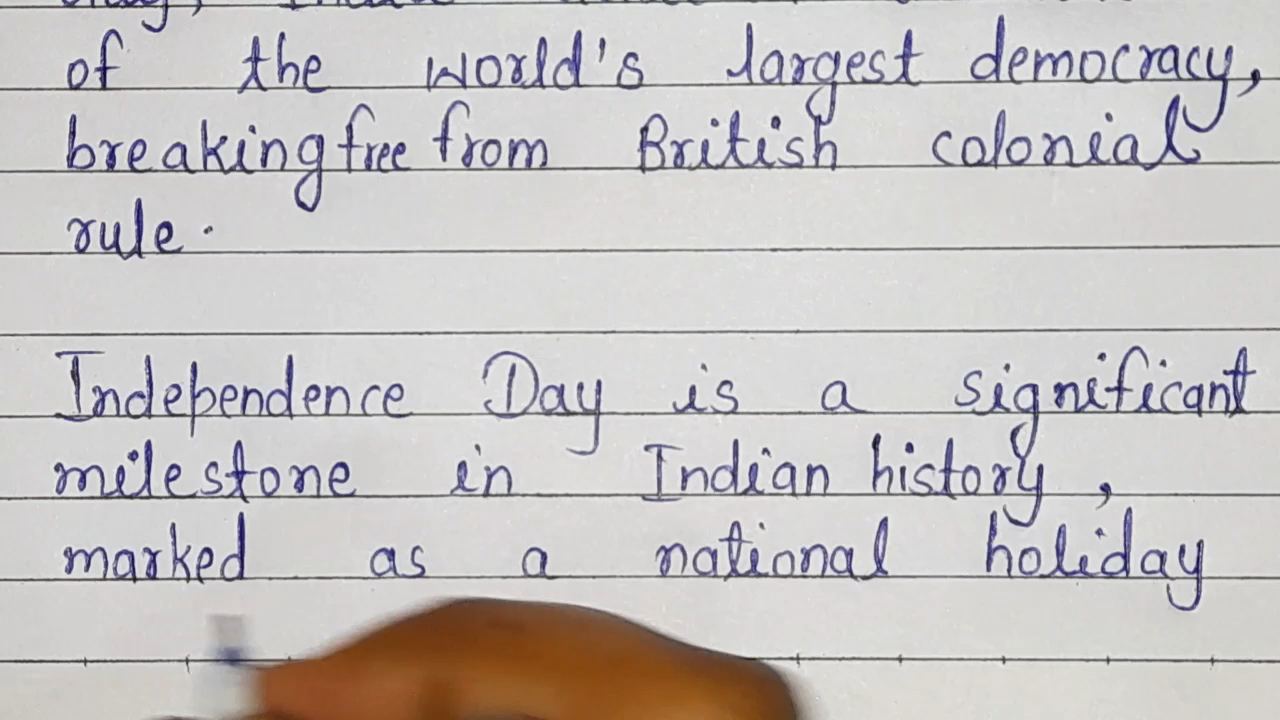 of the world's largest democracy,
breaking free from British colonial
rule.
Independence Day is a significant
milestone in Indian history,
marked as a national holiday